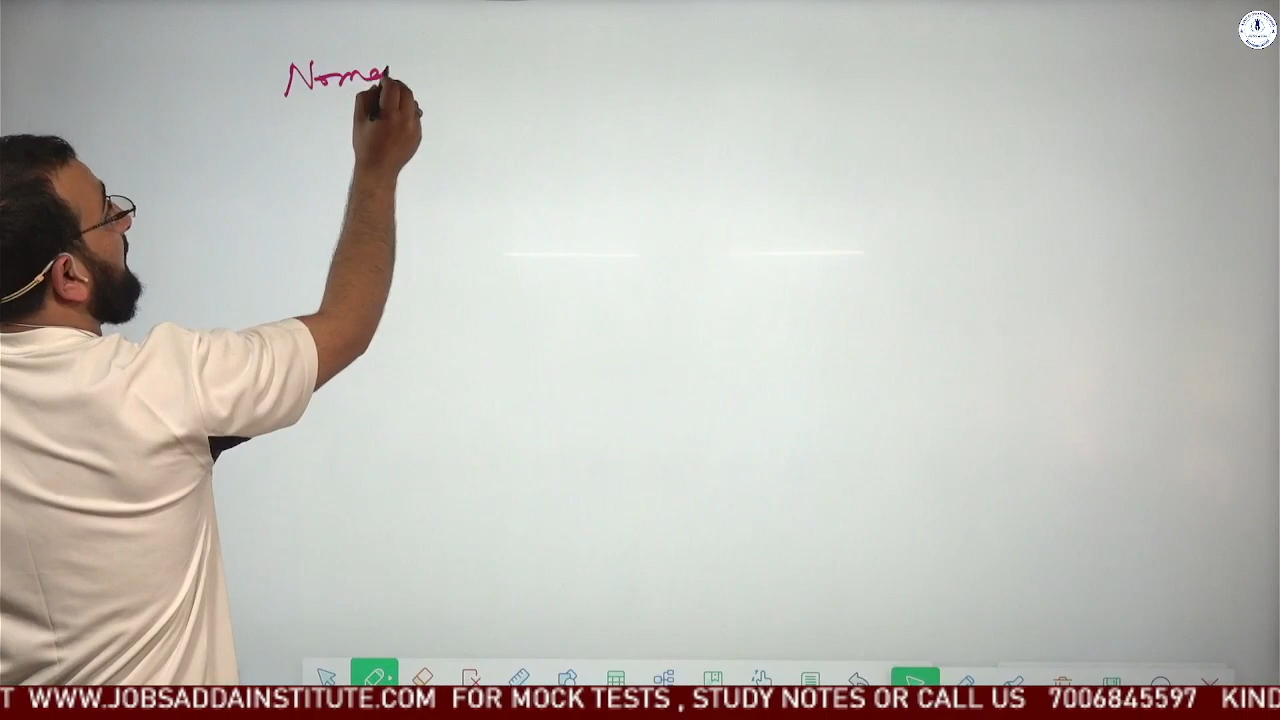 Nome
T WWW.JOBSADDAINSTITUTE.COM FOR MOCK TESTS , STUDY NOTES OR CALL US 7006845597 KIND